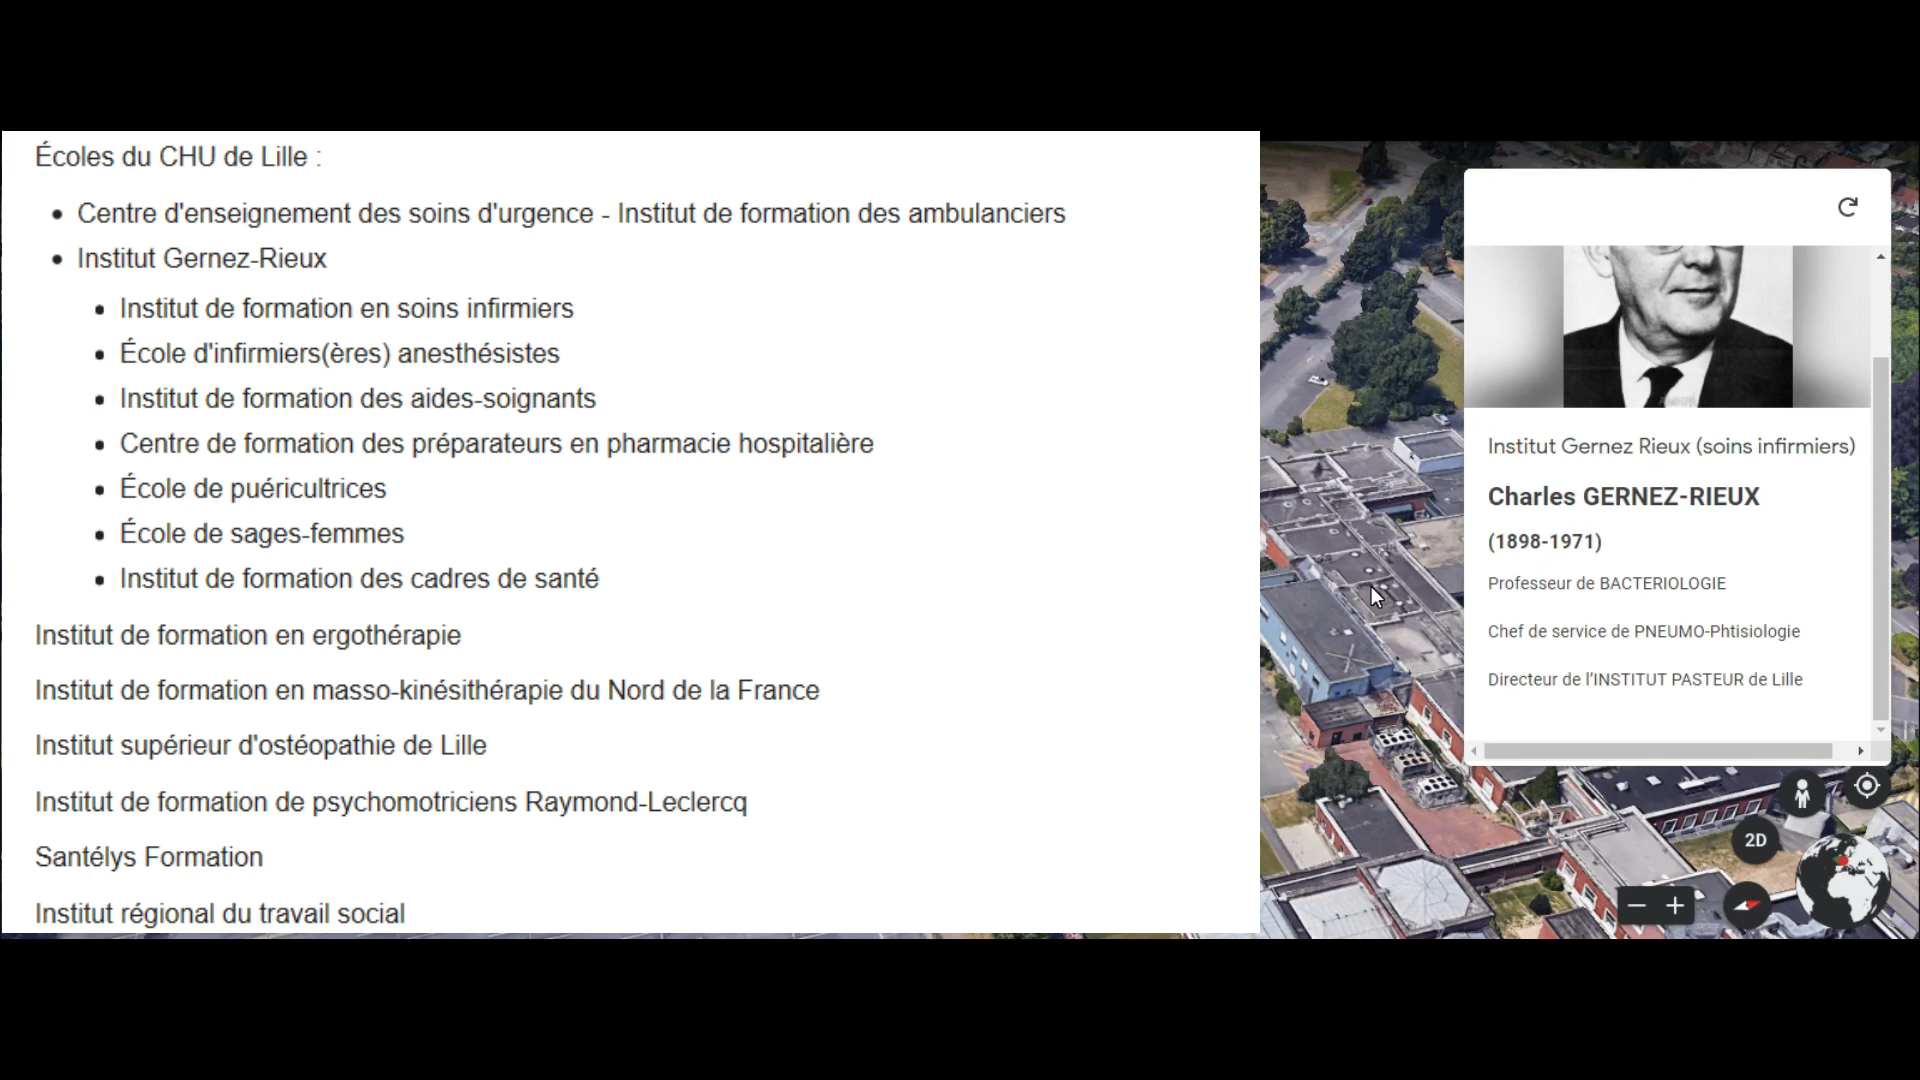 Écoles du CHU de Lille :
Centre d'enseignement des soins d'urgence - Institut de formation des ambulanciers
Institut Gernez-Rieux
Institut de formation en soins infirmiers
École d'infirmiers(ères) anesthésistes
Institut de formation des aides-soignants
Centre de formation des préparateurs en pharmacie hospitalière
École de puéricultrices
École de sages-femmes
Institut de formation des cadres de santé
Institut de formation en ergothérapie
Institut de formation en masso-kinésithérapie du Nord de la France
Institut supérieur d'ostéopathie de Lille
Institut de formation de psychomotriciens Raymond-Leclercq
Santélys Formation
Institut régional du travail social
Institut Gernez Rieux (soins infirmiers)
Charles GERNEZ-RIEUX
(1898-1971)
Professeur de BACTERIOLOGIE
Chef de service de PNEUMO-Phtisiologie
Directeur de l'INSTITUT PASTEUR de Lille
2D